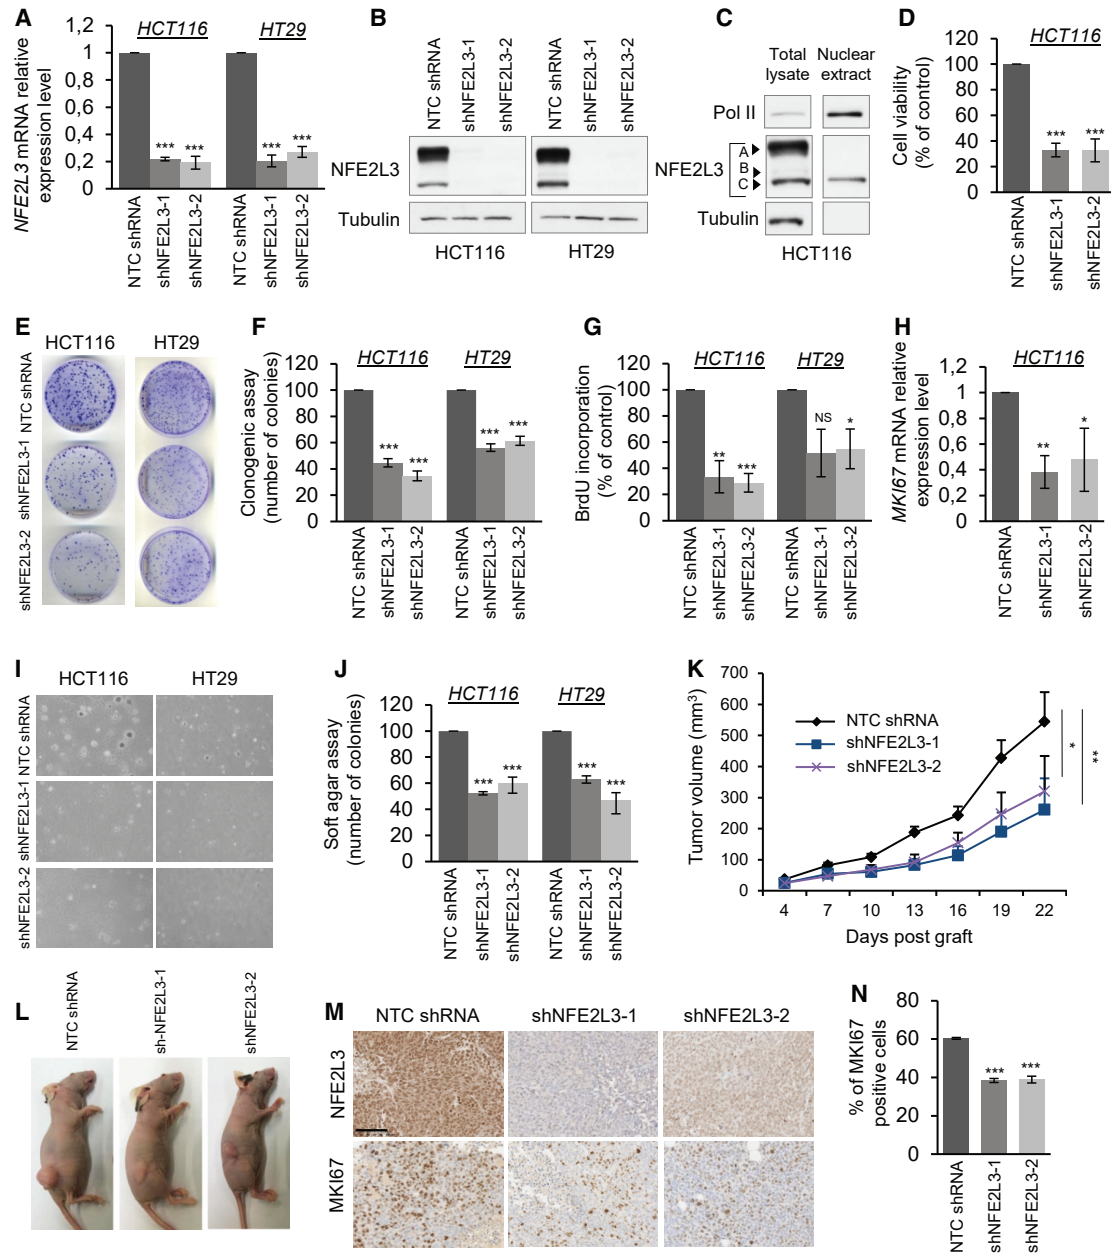 A
NFE2L3 mRNA relative
expression level
1,2
1
0,8
0,6
0,4
0,2
0
HCT116
HT29
***
***
***
***
NTC shRNA
shNFE2L3-1
shNFE2L3-2
NTC shRNA
shNFE2L3-1
shNFE2L3-2
B
NTC shRNA
shNFE2L3-1
shNFE2L3-2
NTC shRNA
shNFE2L3-1
shNFE2L3-2
NFE2L3
Tubulin
HCT116
HT29
C
Total
lysate
Nuclear
extract
Pol II
NFE2L3
A
B
C
Tubulin
HCT116
D
Cell viability
(% of control)
120
100
80
60
40
20
0
HCT116
***
***
NTC shRNA
shNFE2L3-1
shNFE2L3-2
E
HCT116
HT29
NTC shRNA
shNFE2L3-1
shNFE2L3-2
F
Clonogenic assay
(number of colonies)
120
100
80
60
40
20
0
HCT116
HT29
***
***
***
***
NTC shRNA
shNFE2L3-1
shNFE2L3-2
NTC shRNA
shNFE2L3-1
shNFE2L3-2
G
BrdU incorporation
(% of control)
120
100
80
60
40
20
0
HCT116
HT29
**
***
NS
*
NTC shRNA
shNFE2L3-1
shNFE2L3-2
NTC shRNA
shNFE2L3-1
shNFE2L3-2
H
MKI67 mRNA relative
expression level
1,2
1
0,8
0,6
0,4
0,2
0
HCT116
**
*
NTC shRNA
shNFE2L3-1
shNFE2L3-2
I
HCT116
HT29
NTC shRNA
shNFE2L3-1
shNFE2L3-2
J
Soft agar assay
(number of colonies)
120
100
80
60
40
20
0
HCT116
HT29
***
***
***
***
NTC shRNA
shNFE2L3-1
shNFE2L3-2
NTC shRNA
shNFE2L3-1
shNFE2L3-2
K
Tumor volume (mm³)
700
600
500
400
300
200
100
0
NTC shRNA
shNFE2L3-1
shNFE2L3-2
*
**
4 7 10 13 16 19 22
Days post graft
L
NTC shRNA
sh-NFE2L3-1
shNFE2L3-2
M
NTC shRNA
shNFE2L3-1
shNFE2L3-2
NFE2L3
MKI67
N
% of MKI67
positive cells
80
60
40
20
0
***
***
NTC shRNA
shNFE2L3-1
shNFE2L3-2